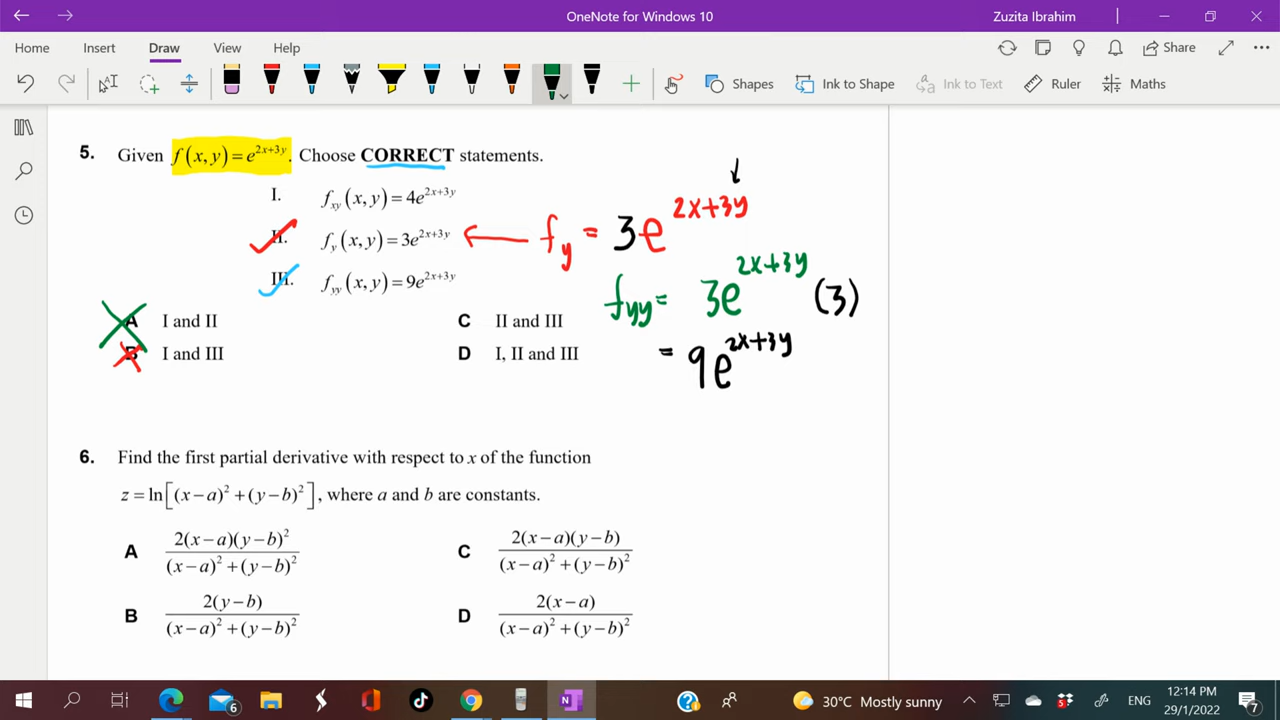 OneNote for Windows 10
Zuzita Ibrahim
Home Insert Draw View Help
Share
Shapes Ink to Shape Ink to Text Ruler Maths
5. Given f(x, y) = e^{2x+3y}. Choose CORRECT statements.
I. f_{xy}(x, y) = 4e^{2x+3y}
II. f_y(x, y) = 3e^{2x+3y}
f_y = 3e^{2x+3y}
III. f_{yy}(x, y) = 9e^{2x+3y}
f_{yy} = 3e^{2x+3y} (3)
= 9e^{2x+3y}
A I and II
C II and III
B I and III
D I, II and III
6. Find the first partial derivative with respect to x of the function
z = ln[(x−a)² + (y−b)²], where a and b are constants.
A 2(x−a)(y−b)² / (x−a)² + (y−b)²
C 2(x−a)(y−b) / (x−a)² + (y−b)²
B 2(y−b) / (x−a)² + (y−b)²
D 2(x−a) / (x−a)² + (y−b)²
6
30°C Mostly sunny
5
ENG
12:14 PM
29/1/2022
7